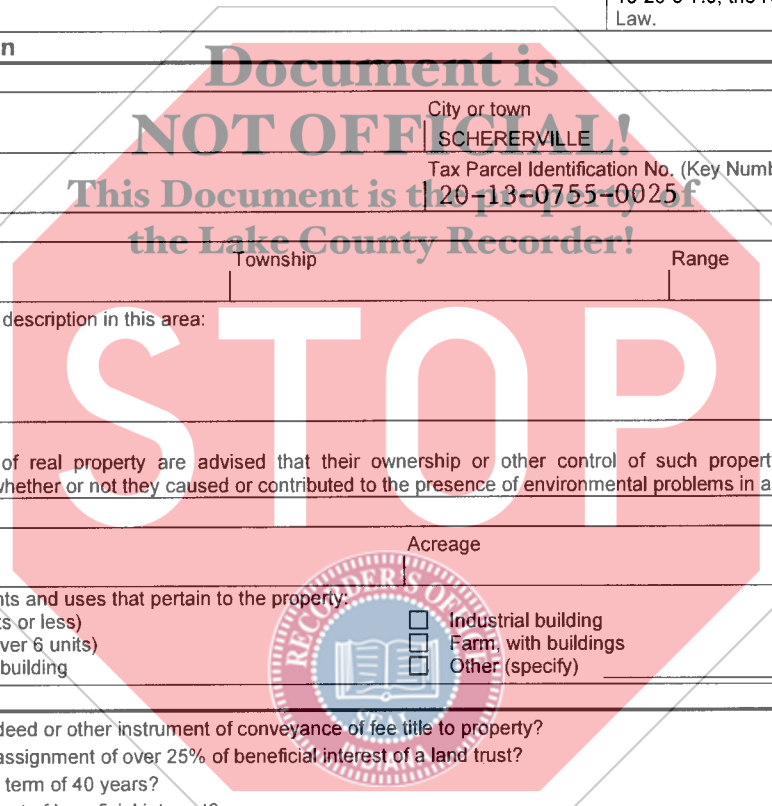 Law.
n
Document is
City or town
NOT OFFICIAL!
SCHERERVILLE
Tax Parcel Identification No. (Key Numb
This Document is the property of
20-13-0755-0025
the Lake County Recorder!
Township
Range
description in this area:
STOP
of real property are advised that their ownership or other control of such propert
whether or not they caused or contributed to the presence of environmental problems in a
Acreage
nts and uses that pertain to the property:
ts or less)
Industrial building
ver 6 units)
Farm, with buildings
building
Other (specify)
RECORDER'S OFFICE
SEAL
INDIANA
deed or other instrument of conveyance of fee title to property?
assignment of over 25% of beneficial interest of a land trust?
term of 40 years?